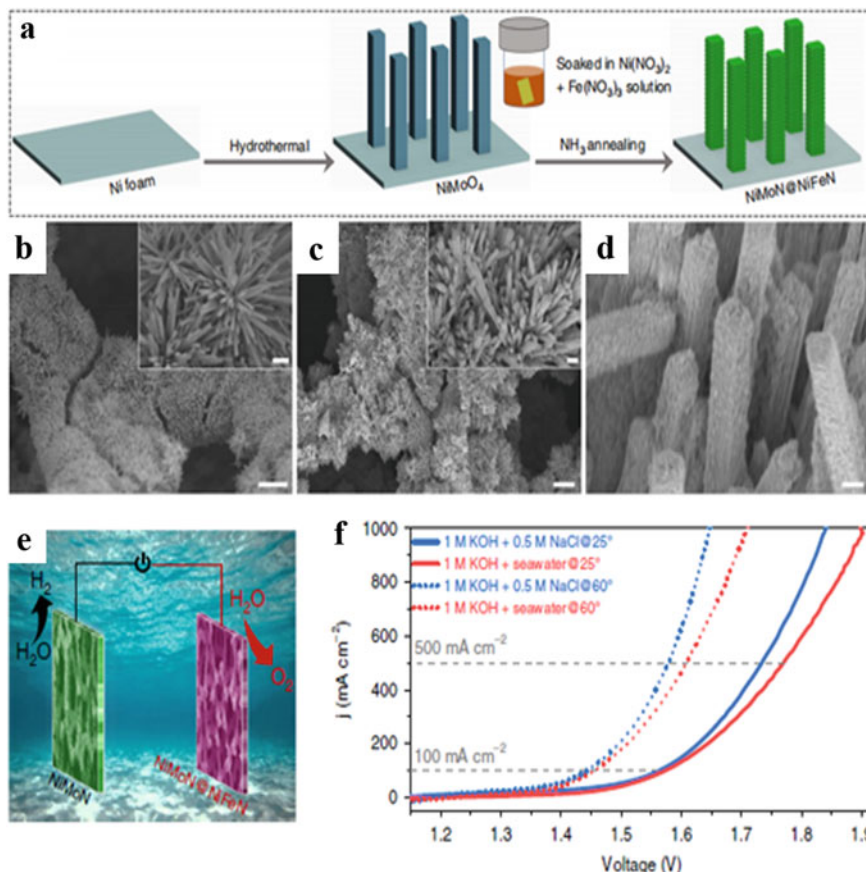 a
Soaked in Ni(NO₃)₂
+ Fe(NO₃)₃ solution
Hydrothermal
NH₃ annealing
Ni foam
NiMoO₄
NiMoN@NiFeN
b
c
d
e
H₂
H₂O
H₂O
O₂
NiMoN
NiMoN@NiFeN
f
1 M KOH + 0.5 M NaCl@25°
1 M KOH + seawater@25°
1 M KOH + 0.5 M NaCl@60°
1 M KOH + seawater@60°
500 mA cm⁻²
100 mA cm⁻²
j (mA cm⁻²)
1000
800
600
400
200
0
1.2 1.3 1.4 1.5 1.6 1.7 1.8 1.9
Voltage (V)